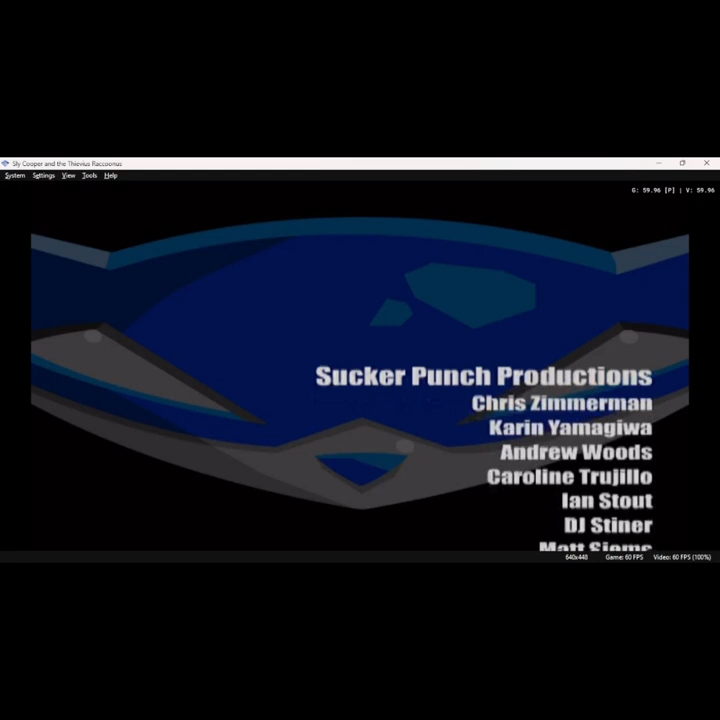 Sly Cooper and the Thievius Raccoonus
System Settings View Tools Help
G: 59.96 [P] | V: 59.96
Sucker Punch Productions
Chris Zimmerman
Karin Yamagiwa
Andrew Woods
Caroline Trujillo
Ian Stout
DJ Stiner
Matt Siems
640x448 Game: 60 FPS Video: 60 FPS (100%)